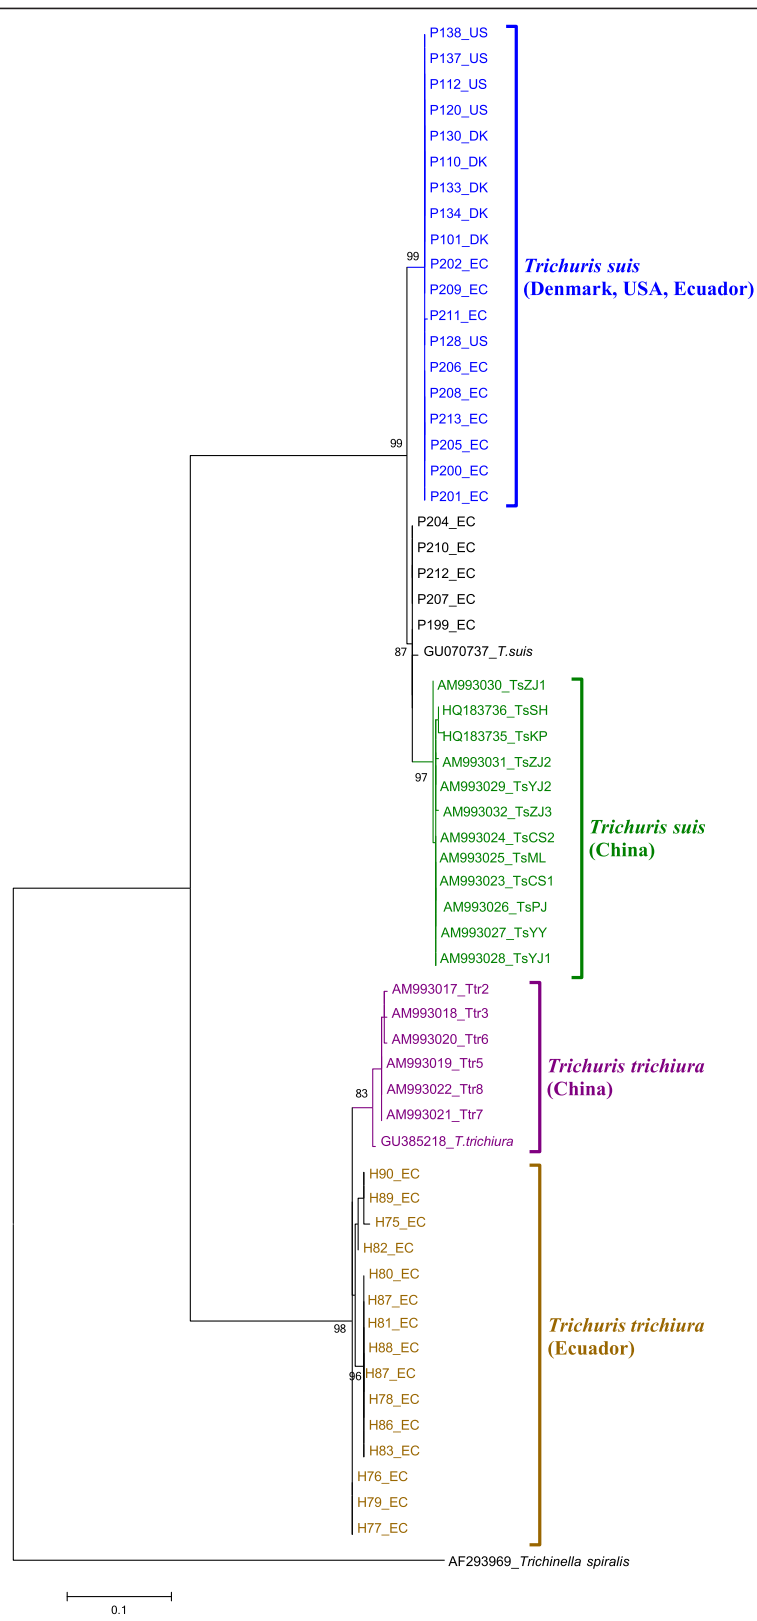 P138_US
P137_US
P112_US
P120_US
P130_DK
P110_DK
P133_DK
P134_DK
P101_DK
99
P202_EC
Trichuris suis
(Denmark, USA, Ecuador)
P209_EC
P211_EC
P128_US
P206_EC
P208_EC
P213_EC
99
P205_EC
P200_EC
P201_EC
P204_EC
P210_EC
P212_EC
P207_EC
P199_EC
87
GU070737_T.suis
AM993030_TsZJ1
HQ183736_TsSH
HQ183735_TsKP
AM993031_TsZJ2
97
AM993029_TsYJ2
AM993032_TsZJ3
Trichuris suis
(China)
AM993024_TsCS2
AM993025_TsML
AM993023_TsCS1
AM993026_TsPJ
AM993027_TsYY
AM993028_TsYJ1
AM993017_Ttr2
AM993018_Ttr3
AM993020_Ttr6
AM993019_Ttr5
Trichuris trichiura
(China)
83
AM993022_Ttr8
AM993021_Ttr7
GU385218_T.trichiura
H90_EC
H89_EC
H75_EC
H82_EC
H80_EC
H87_EC
H81_EC
98
Trichuris trichiura
(Ecuador)
H88_EC
96
H87_EC
H78_EC
H86_EC
H83_EC
H76_EC
H79_EC
H77_EC
AF293969_Trichinella spiralis
0.1